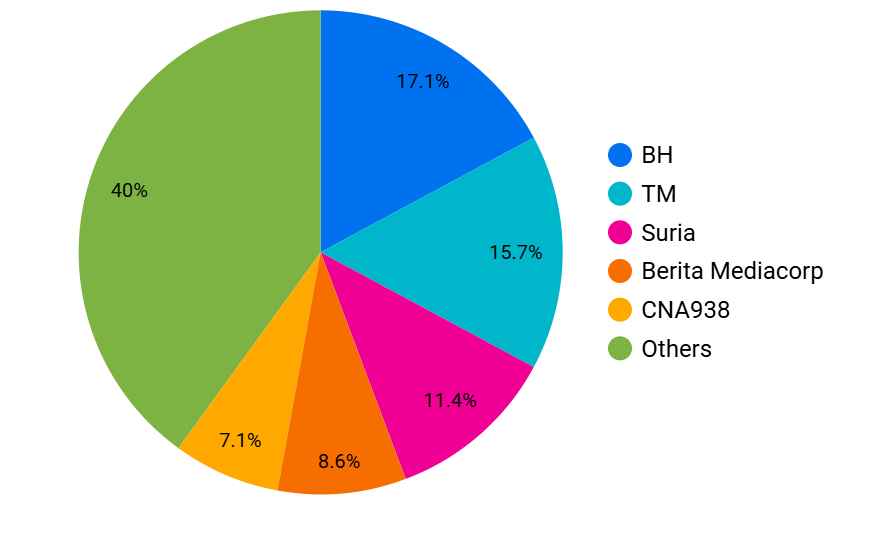 17.1%
15.7%
11.4%
8.6%
7.1%
40%
BH
TM
Suria
Berita Mediacorp
CNA938
Others